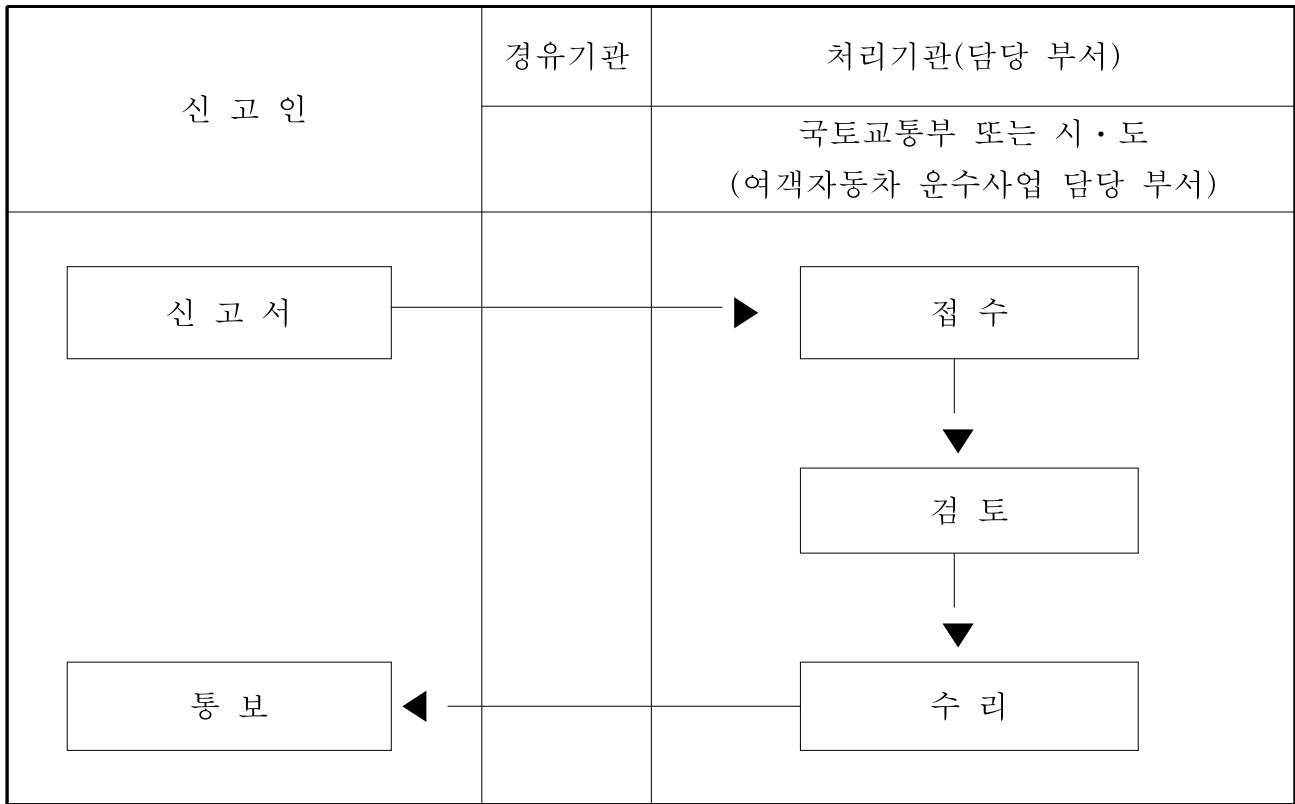 신 고 인
경유기관
처리기관(담당 부서)
국토교통부 또는 시·도
(여객자동차 운수사업 담당 부서)
신 고 서
접 수
검 토
통 보
수 리